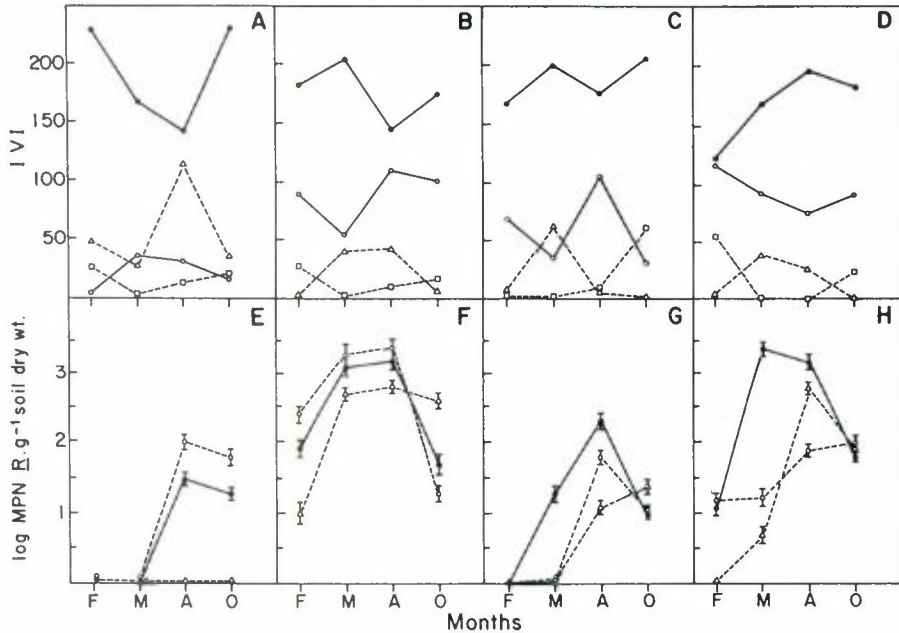 A B C D
200
150
100
50
IVI
E F G H
3
2
1
log MPN R. g⁻¹ soil dry wt.
F M A O F M A O F M A O F M A O
Months